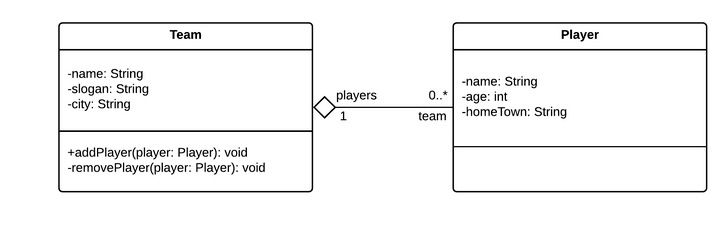 Team
-name: String
-slogan: String
-city: String
+addPlayer(player: Player): void
-removePlayer(player: Player): void
players
0..*
1
team
Player
-name: String
-age: int
-homeTown: String